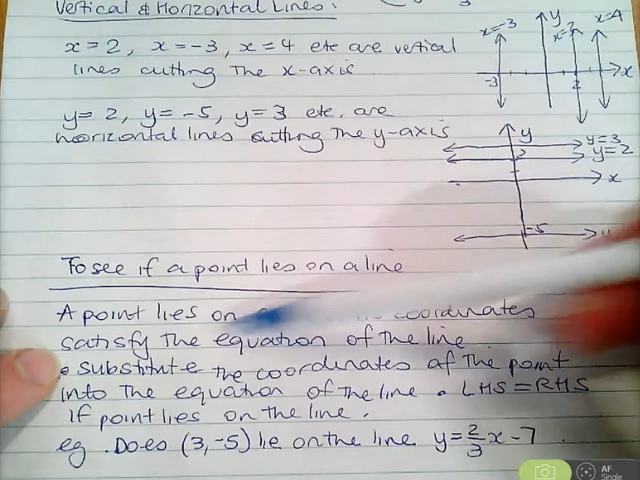 Vertical & Horizontal Lines.
x = 2, x = -3, x = 4 etc are vertical
lines cutting the x-axis
y = 2, y = -5, y = 3 etc. are
horizontal lines cutting the y-axis
x=-3
y
x=2
x=4
x
-3
2
y
y=3
y=2
2
x
-5
To see if a point lies on a line
A point lies on coordinates
satisfy the equation of the line
• substitute the coordinates of the point
into the equation of the line • LHS = RHS
if point lies on the line.
eg. Does (3, -5) lie on the line y = 2/3 x - 7
AF
Single